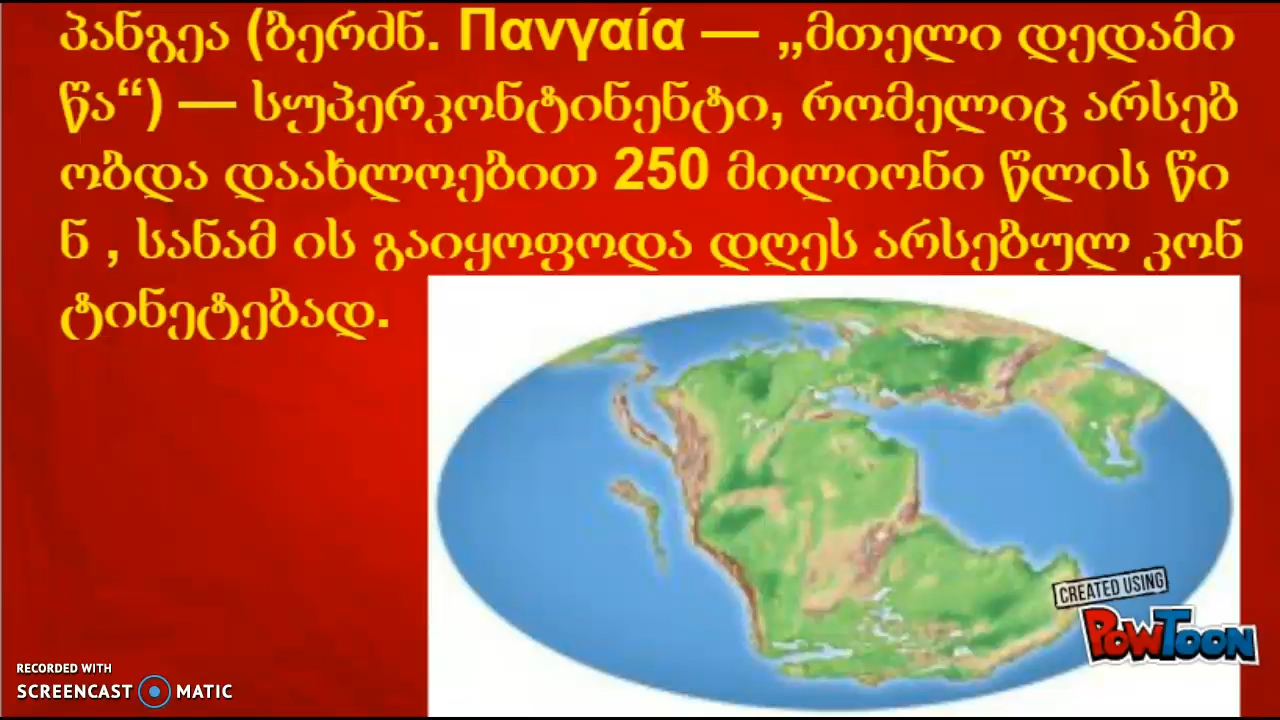 პანგეა (ბერძნ. Πανγαία — „მთელი დედამი
წა“) — სუპერკონტინენტი, რომელიც არსებ
ობდა დაახლოებით 250 მილიონი წლის წი
ნ , სანამ ის გაიყოფოდა დღეს არსებულ კონ
ტინეტებად.
CREATED USING
POWTOON
RECORDED WITH
SCREENCAST MATIC